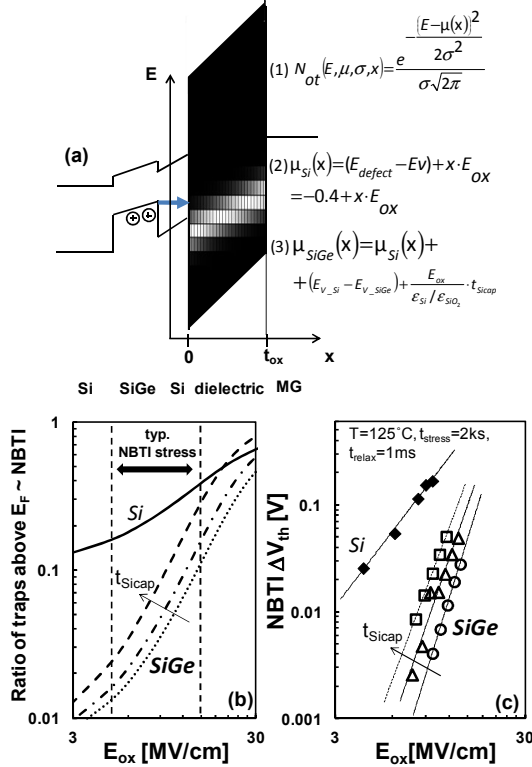 E
(a)
(1) N_ot(E,μ,σ,x)=e^(-((E-μ(x))²/2σ²))/σ√2π
(2) μ_Si(x)=(E_defect-Ev)+x·E_ox
=-0.4+x·E_ox
(3) μ_SiGe(x)=μ_Si(x)+
+(E_V_Si-E_V_SiGe)+E_ox/(ε_Si/ε_SiO₂)·t_Sicap
0 t_ox
x
Si SiGe Si dielectric MG
Ratio of traps above E_F ~ NBTI
1
0.1
0.01
typ.
NBTI stress
Si
t_Sicap
SiGe
(b)
3 30
E_ox [MV/cm]
NBTI ΔV_th [V]
1
0.1
0.01
0.001
T=125°C, t_stress=2ks,
t_relax=1ms
Si
t_Sicap
SiGe
(c)
3 30
E_ox [MV/cm]